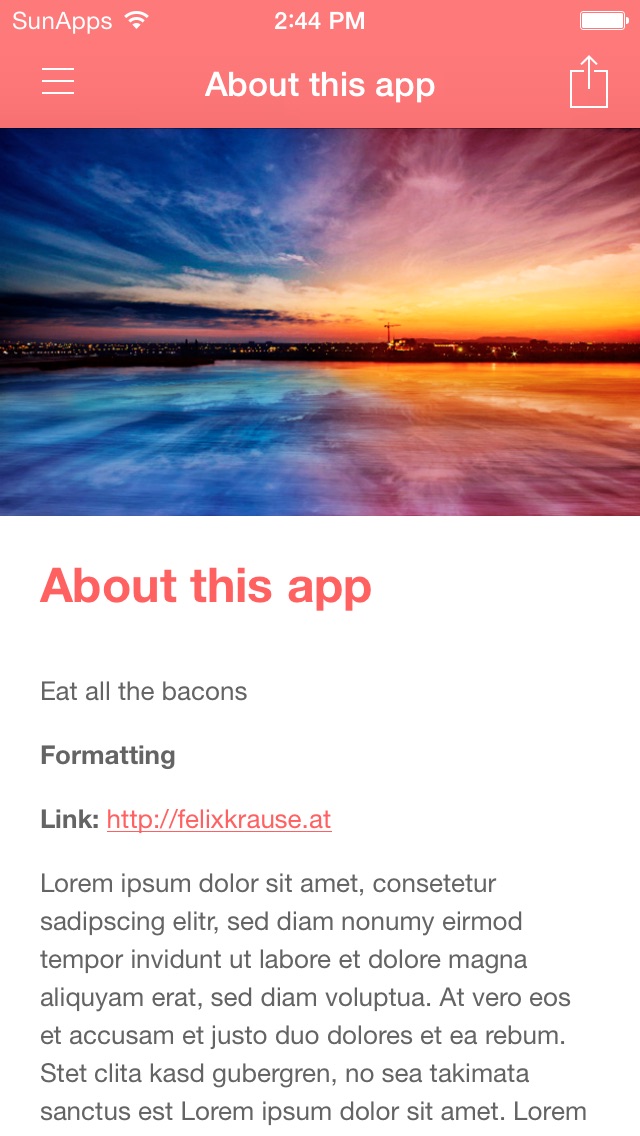 SunApps 2:44 PM
About this app
About this app
Eat all the bacons
Formatting
Link: http://felixkrause.at
Lorem ipsum dolor sit amet, consetetur
sadipscing elitr, sed diam nonumy eirmod
tempor invidunt ut labore et dolore magna
aliquyam erat, sed diam voluptua. At vero eos
et accusam et justo duo dolores et ea rebum.
Stet clita kasd gubergren, no sea takimata
sanctus est Lorem ipsum dolor sit amet. Lorem